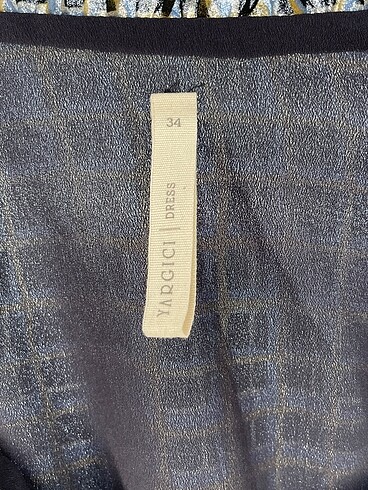 34
YARGICI | DRESS